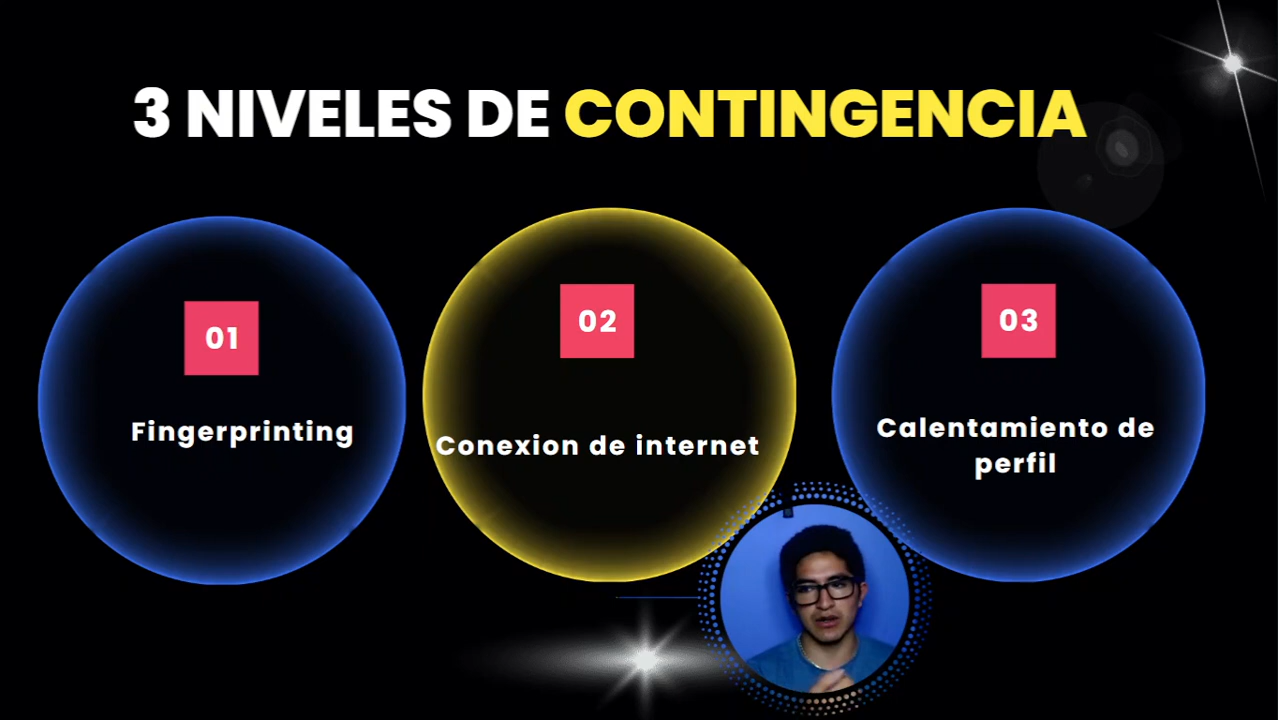 3 NIVELES DE CONTINGENCIA
01
Fingerprinting
02
Conexion de internet
03
Calentamiento de
perfil